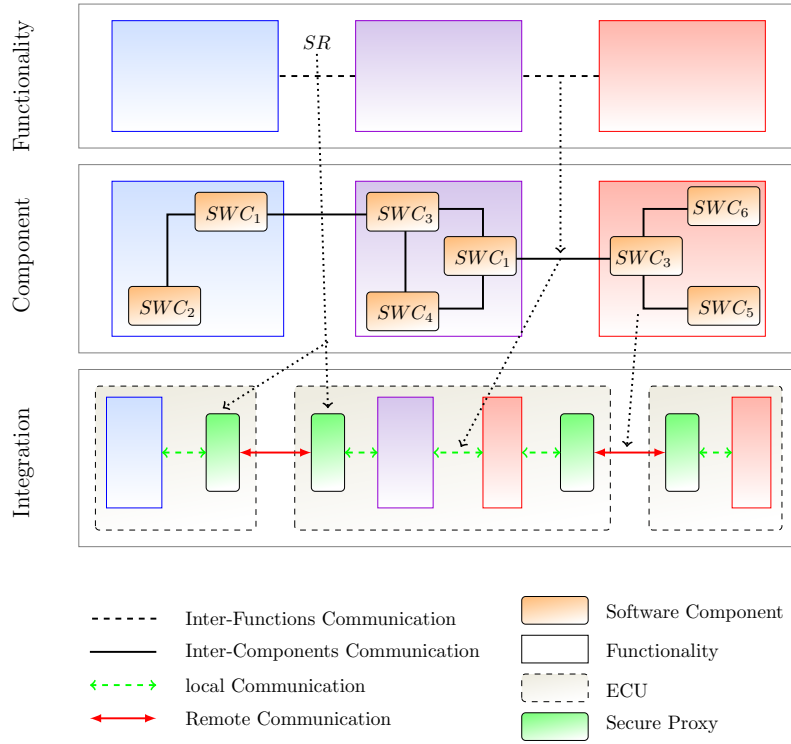 Functionality
SR
Component
SWC₁
SWC₂
SWC₃
SWC₁
SWC₄
SWC₆
SWC₃
SWC₅
Integration
Inter-Functions Communication
Inter-Components Communication
local Communication
Remote Communication
Software Component
Functionality
ECU
Secure Proxy